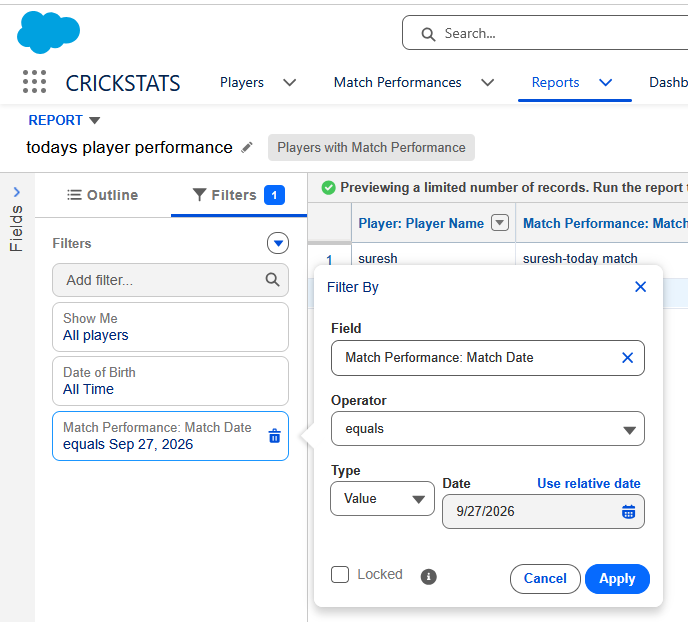 Search...
CRICKSTATS
Players
Match Performances
Reports
Dashb
REPORT
todays player performance
Players with Match Performance
Fields
Outline
Filters 1
Filters
Add filter...
Show Me
All players
Date of Birth
All Time
Match Performance: Match Date
equals Sep 27, 2026
Previewing a limited number of records. Run the report t
Player: Player Name
Match Performance: Match
1
suresh
suresh-today match
Filter By
Field
Match Performance: Match Date
Operator
equals
Type
Value
Date
Use relative date
9/27/2026
Locked
Cancel
Apply